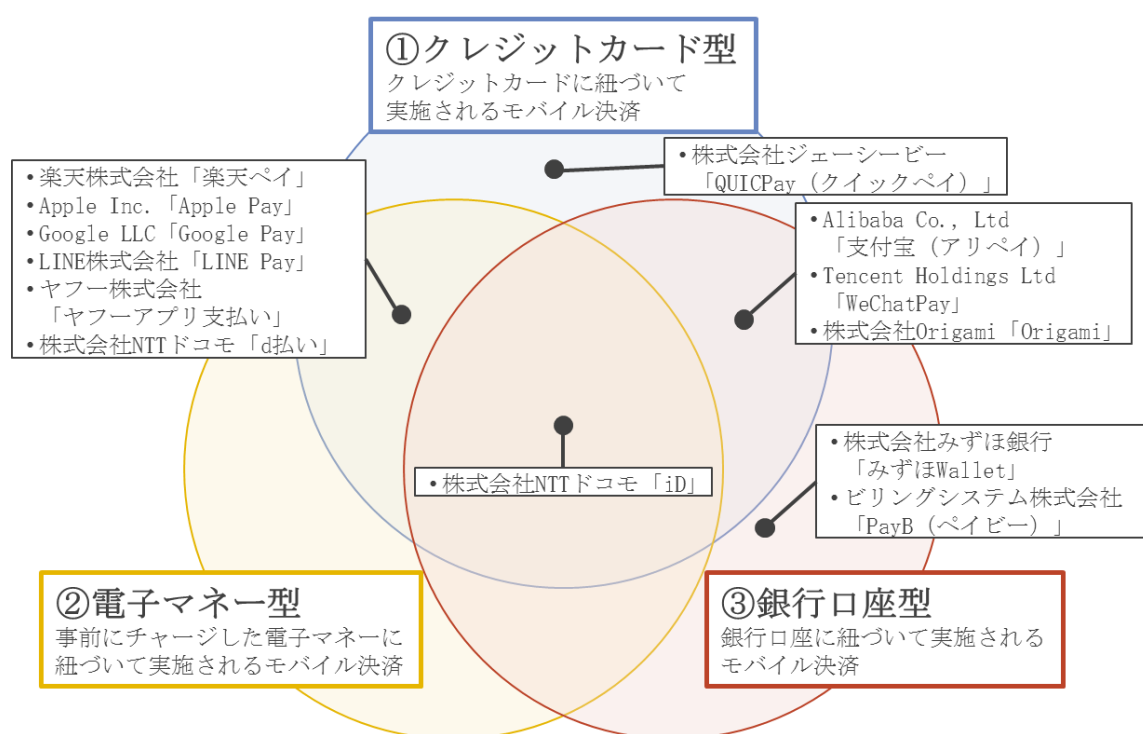 ①クレジットカード型
クレジットカードに紐づいて
実施されるモバイル決済
•株式会社ジェーシービー
「QUICPay（クイックペイ）」
•楽天株式会社「楽天ペイ」
•Apple Inc.「Apple Pay」
•Google LLC「Google Pay」
•LINE株式会社「LINE Pay」
•ヤフー株式会社
「ヤフーアプリ支払い」
•株式会社NTTドコモ「d払い」
•Alibaba Co., Ltd
「支付宝（アリペイ）」
•Tencent Holdings Ltd
「WeChatPay」
•株式会社Origami「Origami」
•株式会社NTTドコモ「iD」
•株式会社みずほ銀行
「みずほWallet」
•ビリングシステム株式会社
「PayB（ペイビー）」
②電子マネー型
事前にチャージした電子マネーに
紐づいて実施されるモバイル決済
③銀行口座型
銀行口座に紐づいて実施される
モバイル決済